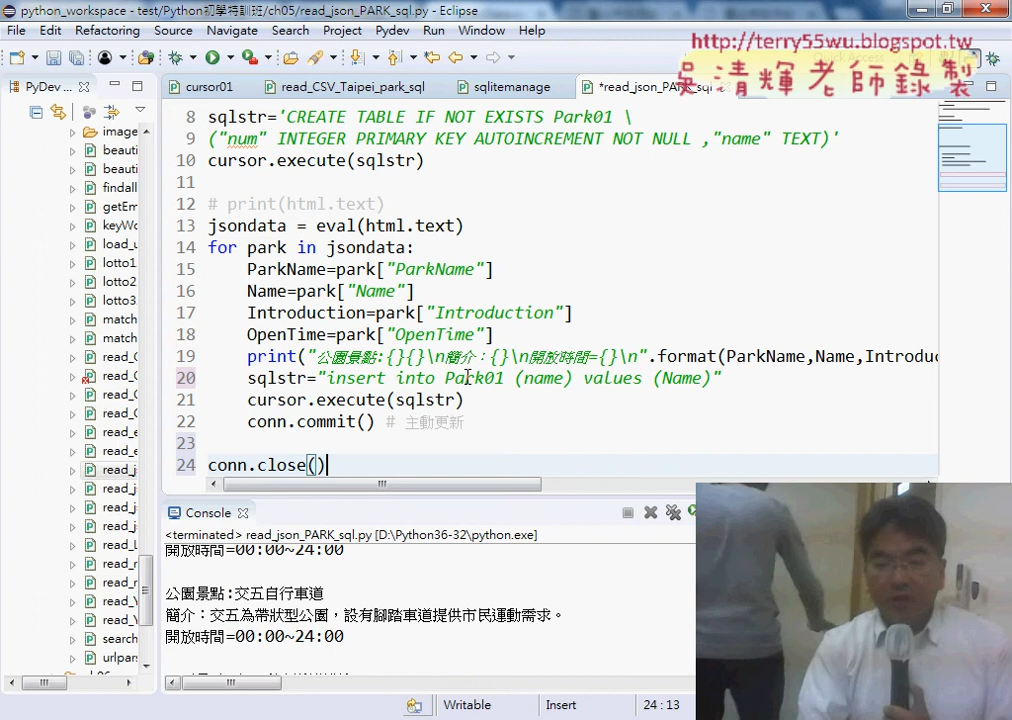 python_workspace - test/Python初學特訓班/ch05/read_json_PARK_sql.py - Eclipse
File Edit Refactoring Source Navigate Search Project Pydev Run Window Help
http://terry55wu.blogspot.tw
吳清輝老師錄製
PyDev ... cursor01 read_CSV_Taipei_park_sql sqlitemanage *read_json_PARK_sql
image
beauti
beauti
findall
getEm
keyWo
load_u
lotto1
lotto2
lotto3
match
match
read_C
read_C
read_C
read_C
read_e
read_e
read_j
read_j
read_j
read_j
read_L
read_r
read_Y
read_Y
search
urlpars
8 sqlstr='CREATE TABLE IF NOT EXISTS Park01 \
9 ("num" INTEGER PRIMARY KEY AUTOINCREMENT NOT NULL ,"name" TEXT)'
10 cursor.execute(sqlstr)
11
12 # print(html.text)
13 jsondata = eval(html.text)
14 for park in jsondata:
15 ParkName=park["ParkName"]
16 Name=park["Name"]
17 Introduction=park["Introduction"]
18 OpenTime=park["OpenTime"]
19 print("公園景點:{}{}\n簡介：{}\n開放時間={}\n".format(ParkName,Name,Introduc
20 sqlstr="insert into Park01 (name) values (Name)"
21 cursor.execute(sqlstr)
22 conn.commit() # 主動更新
23
24 conn.close()
Console
<terminated> read_json_PARK_sql.py [D:\Python36-32\python.exe]
開放時間=00:00~24:00
公園景點:交五自行車道
簡介：交五為帶狀型公園，設有腳踏車道提供市民運動需求。
開放時間=00:00~24:00
Writable Insert 24 : 13